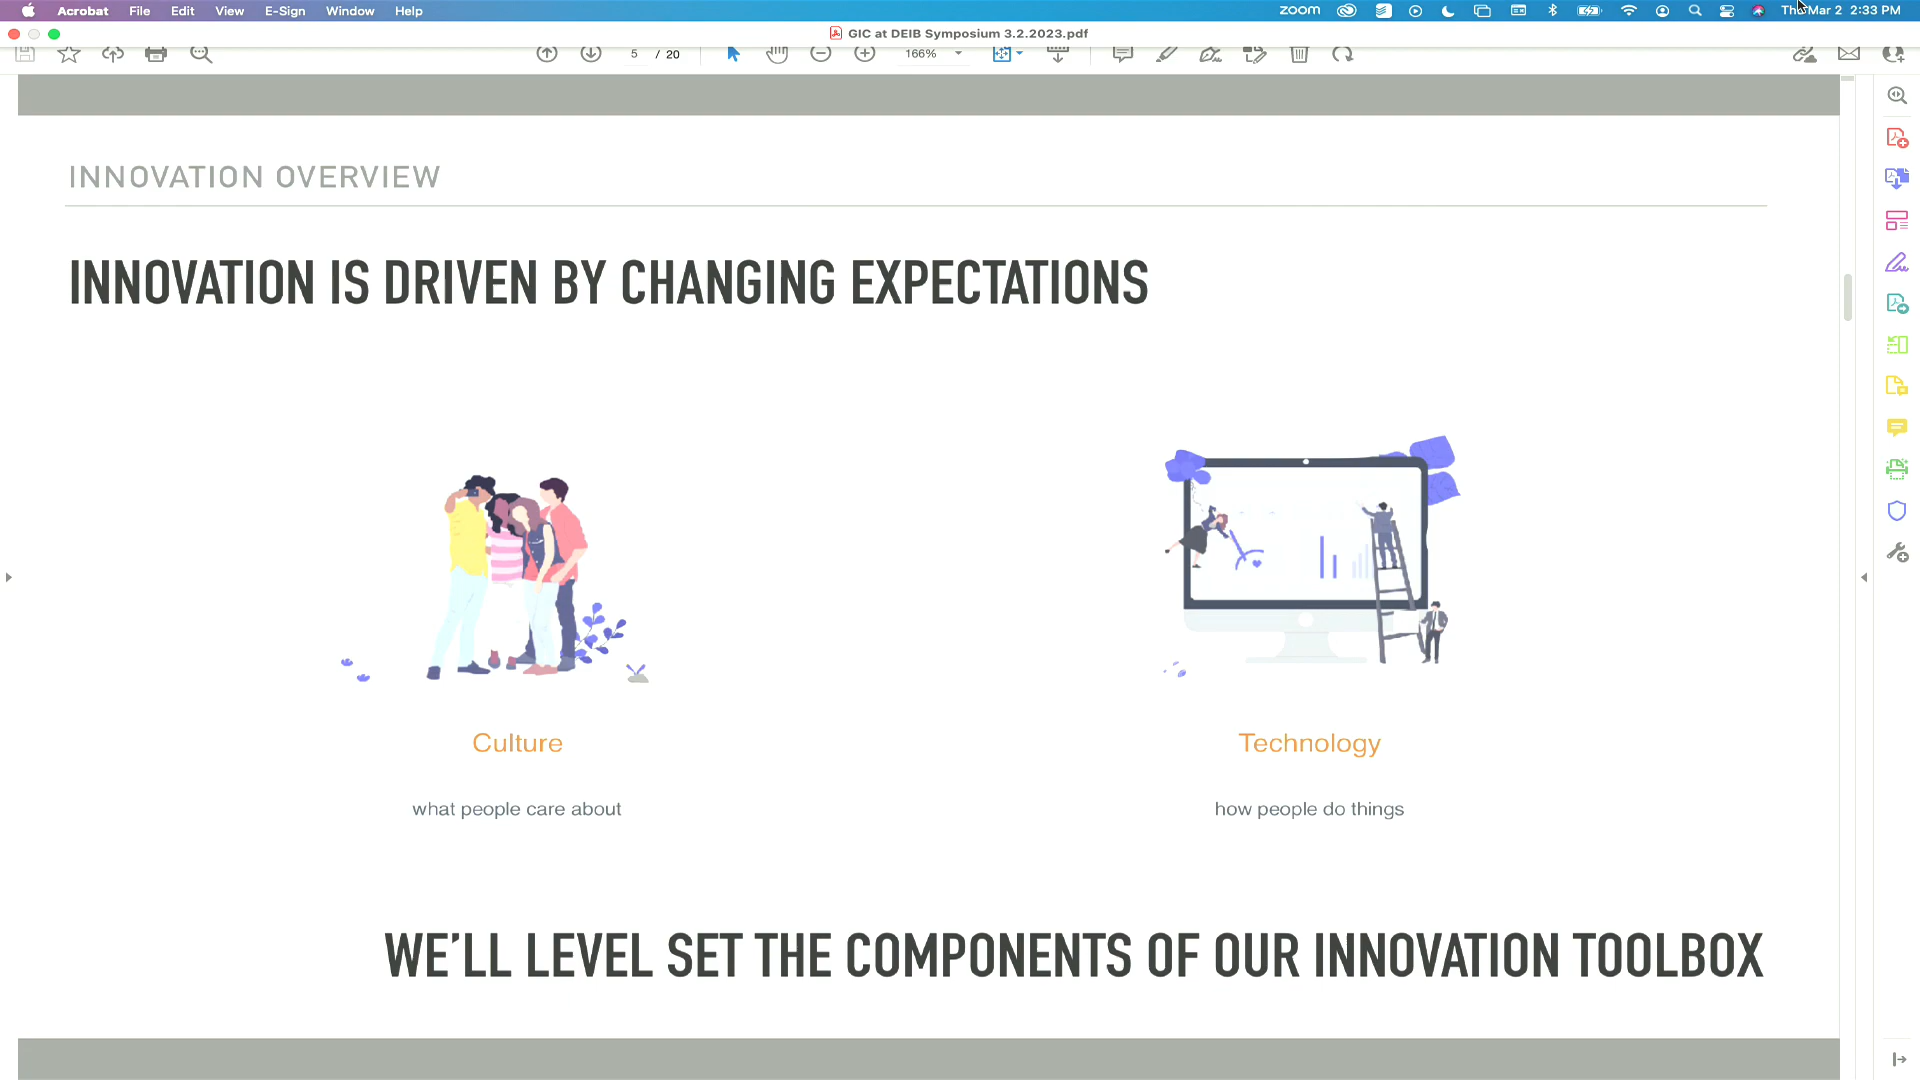 Acrobat File Edit View E-Sign Window Help zoom Mar 2 2:33 PM
GIC at DEIB Symposium 3.2.2023.pdf
5 / 20 166%
INNOVATION OVERVIEW
INNOVATION IS DRIVEN BY CHANGING EXPECTATIONS
Culture
Technology
what people care about
how people do things
WE'LL LEVEL SET THE COMPONENTS OF OUR INNOVATION TOOLBOX